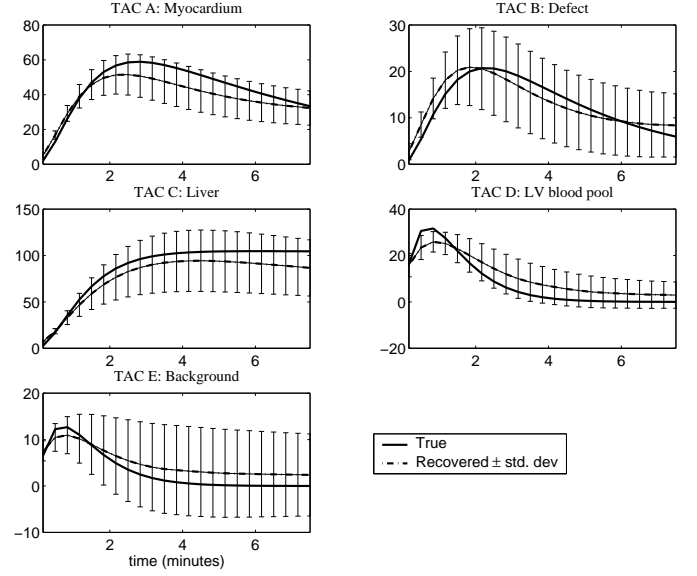 TAC A: Myocardium
80
60
40
20
0
2 4 6
TAC B: Defect
30
20
10
0
2 4 6
TAC C: Liver
150
100
50
0
2 4 6
TAC D: LV blood pool
40
20
0
−20
2 4 6
TAC E: Background
20
10
0
−10
2 4 6
time (minutes)
True
Recovered ± std. dev